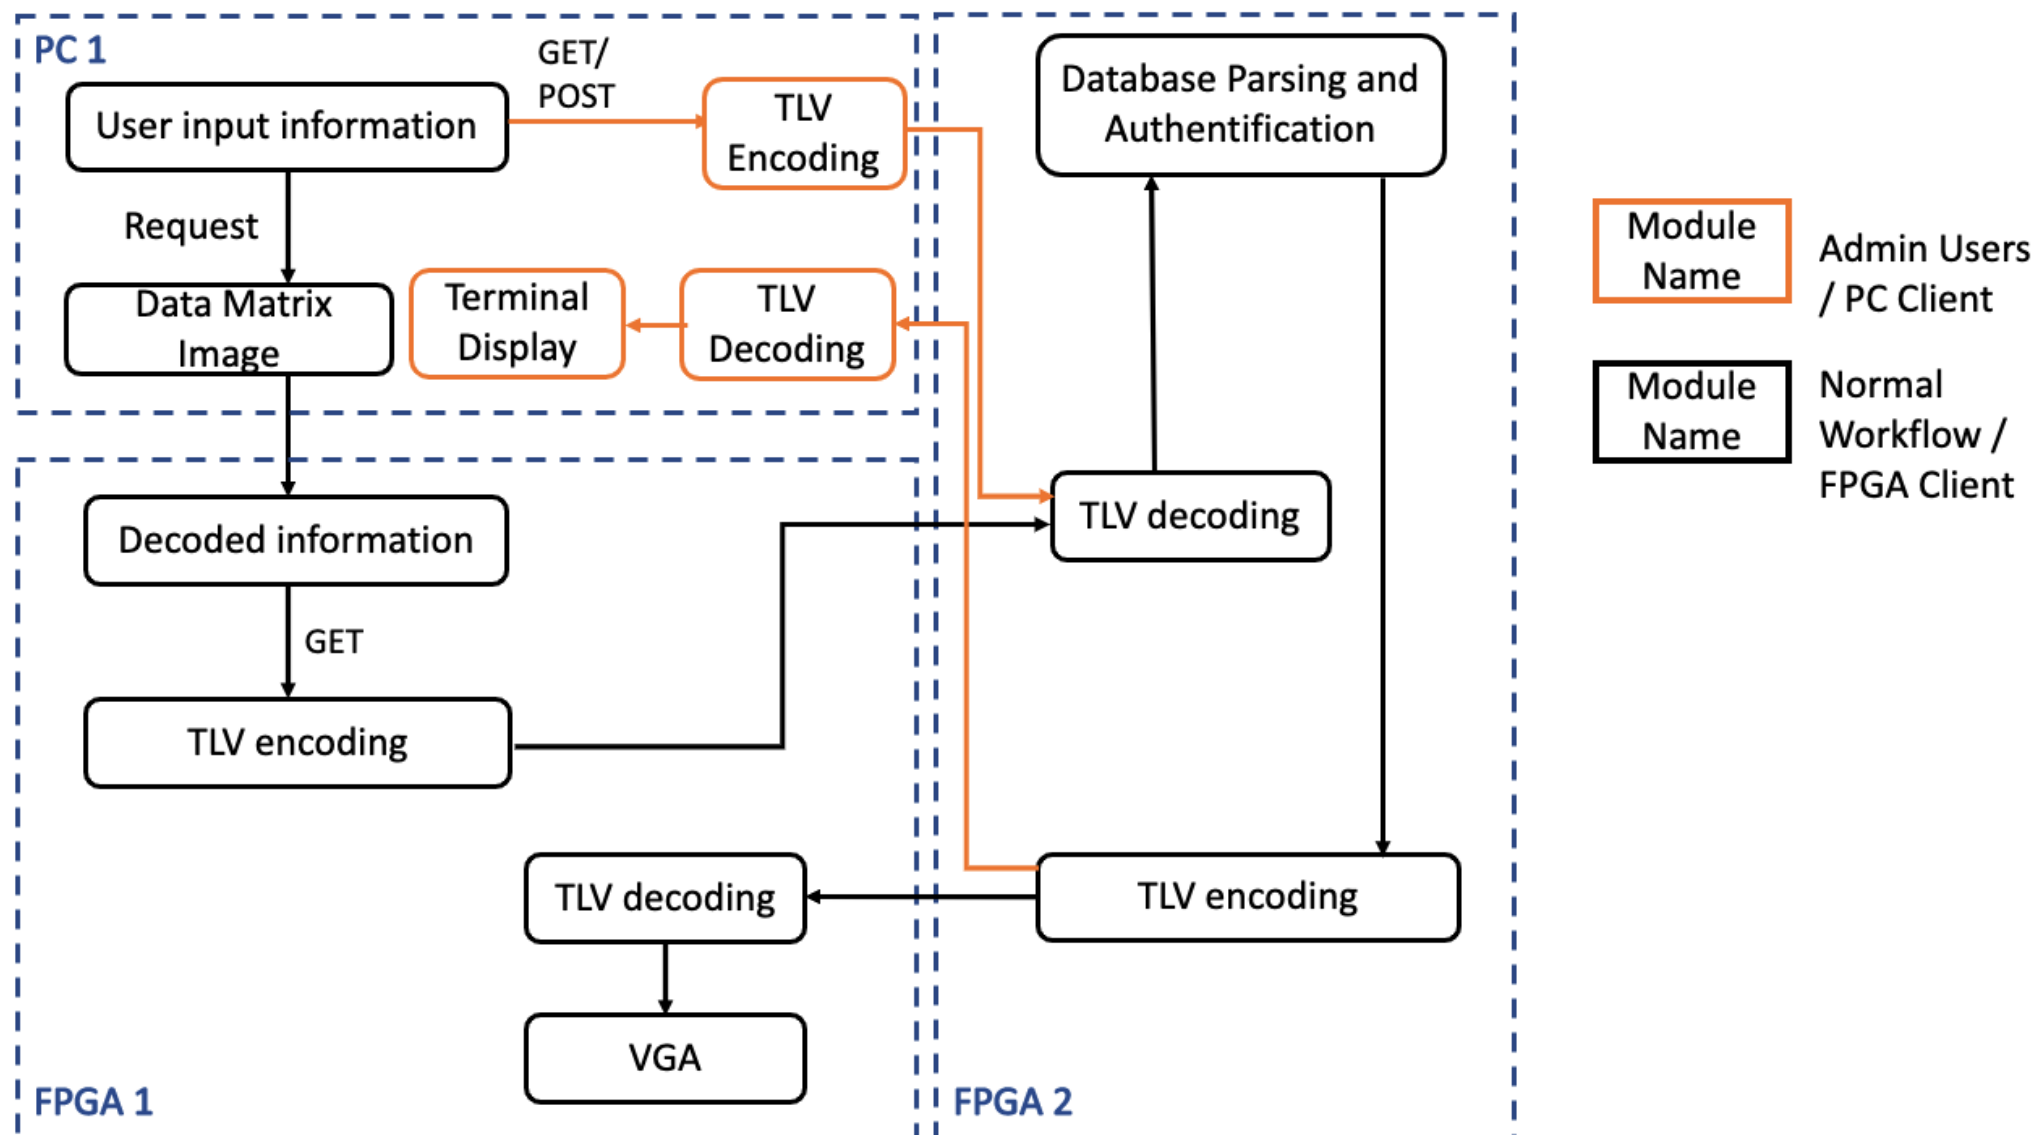 PC 1
GET/
POST
User input information
TLV
Encoding
Request
Data Matrix
Image
Terminal
Display
TLV
Decoding
Decoded information
GET
TLV encoding
TLV decoding
VGA
FPGA 1
Database Parsing and
Authentification
TLV decoding
TLV encoding
FPGA 2
Module
Name
Admin Users
/ PC Client
Module
Name
Normal
Workflow /
FPGA Client